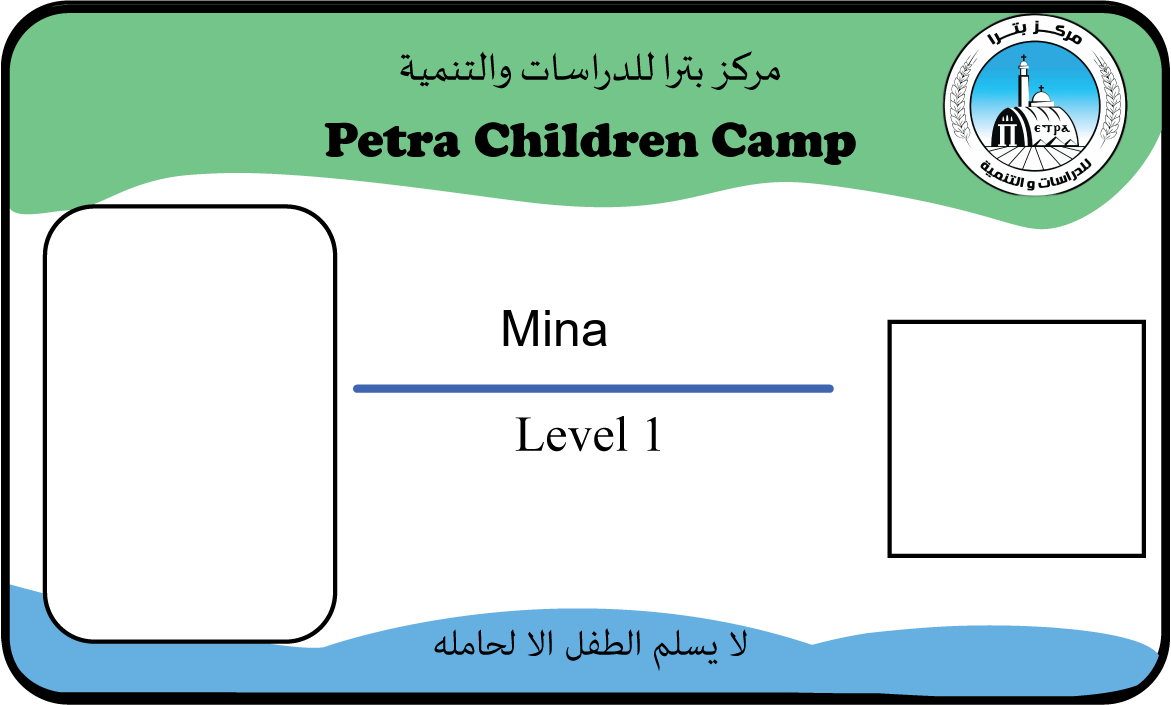 مركز بترا للدراسات والتنمية
Petra Children Camp
مركز بترا
єтра
للدراسات و التنمية
Mina
Level 1
لا يسلم الطفل الا لحامله